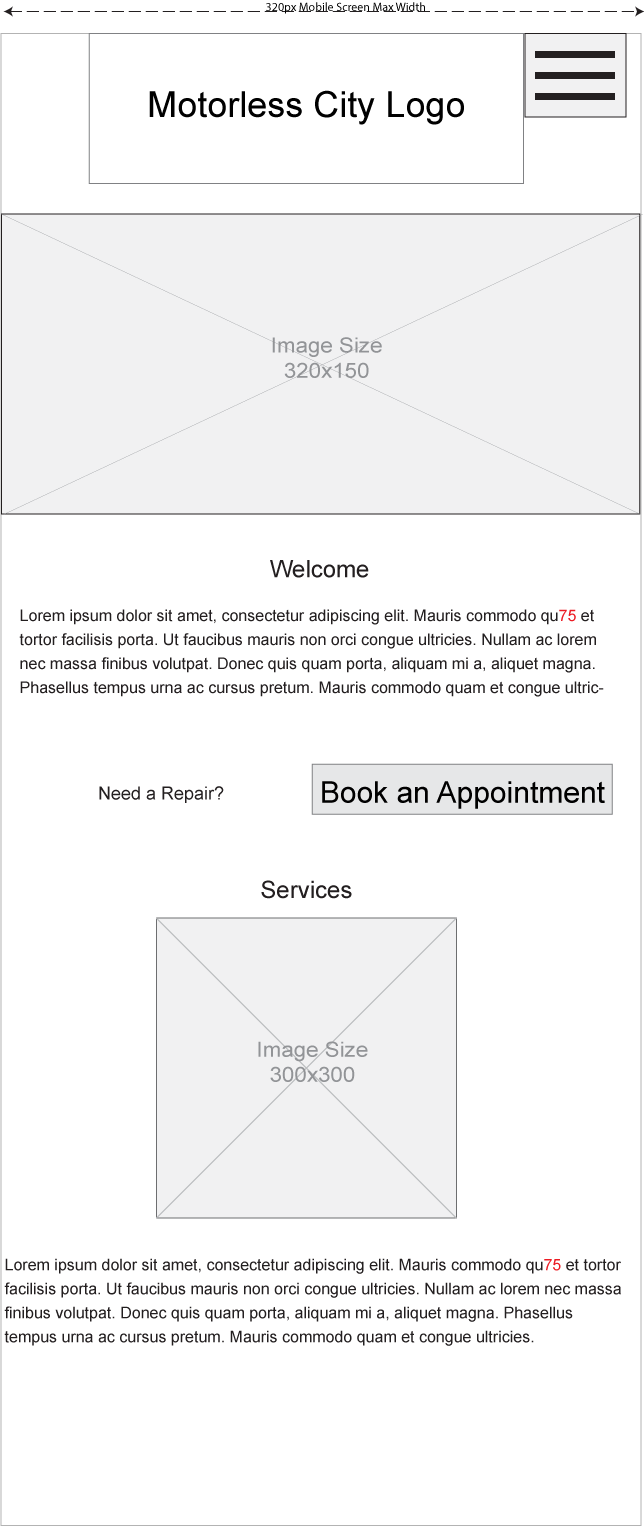 320px Mobile Screen Max Width
Motorless City Logo
Image Size
320x150
Welcome
Lorem ipsum dolor sit amet, consectetur adipiscing elit. Mauris commodo qu75 et
tortor facilisis porta. Ut faucibus mauris non orci congue ultricies. Nullam ac lorem
nec massa finibus volutpat. Donec quis quam porta, aliquam mi a, aliquet magna.
Phasellus tempus urna ac cursus pretum. Mauris commodo quam et congue ultric-
Need a Repair?
Book an Appointment
Services
Image Size
300x300
Lorem ipsum dolor sit amet, consectetur adipiscing elit. Mauris commodo qu75 et tortor
facilisis porta. Ut faucibus mauris non orci congue ultricies. Nullam ac lorem nec massa
finibus volutpat. Donec quis quam porta, aliquam mi a, aliquet magna. Phasellus
tempus urna ac cursus pretum. Mauris commodo quam et congue ultricies.